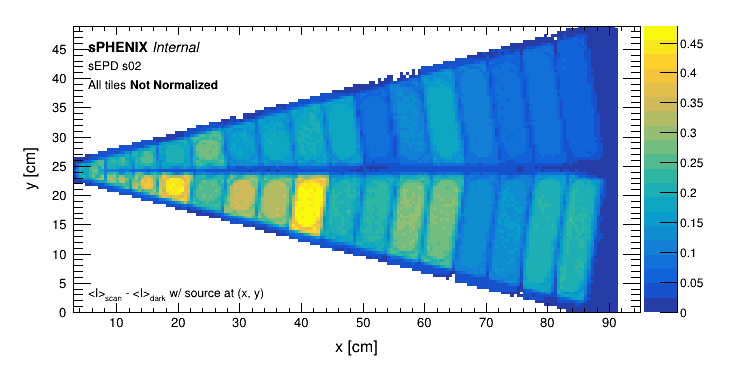 sPHENIX Internal
sEPD s02
All tiles Not Normalized
<I>scan - <I>dark w/ source at (x, y)
y [cm]
45
40
35
30
25
20
15
10
5
0
10 20 30 40 50 60 70 80 90
x [cm]
0.45
0.4
0.35
0.3
0.25
0.2
0.15
0.1
0.05
0